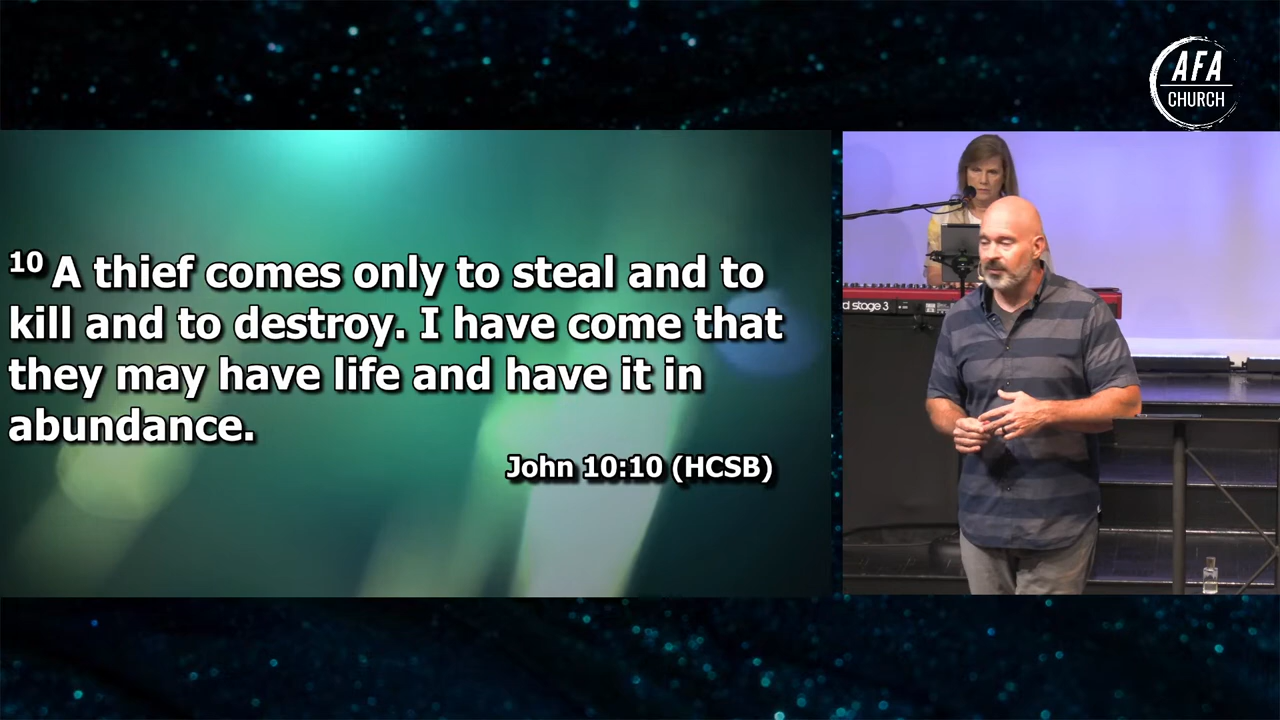 AFA
CHURCH
10 A thief comes only to steal and to
kill and to destroy. I have come that
they may have life and have it in
abundance.
John 10:10 (HCSB)
rd stage 3